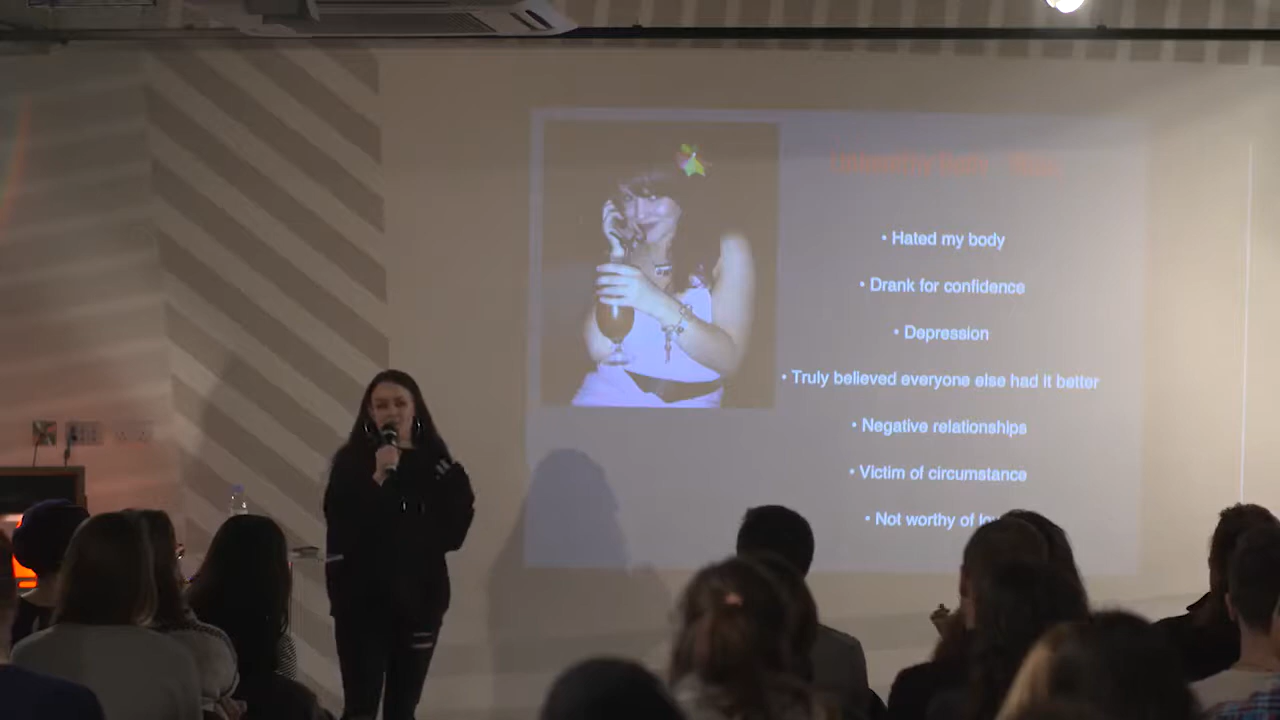 • Hated my body
• Drank for confidence
• Depression
• Truly believed everyone else had it better
• Negative relationships
• Victim of circumstance
• Not worthy of